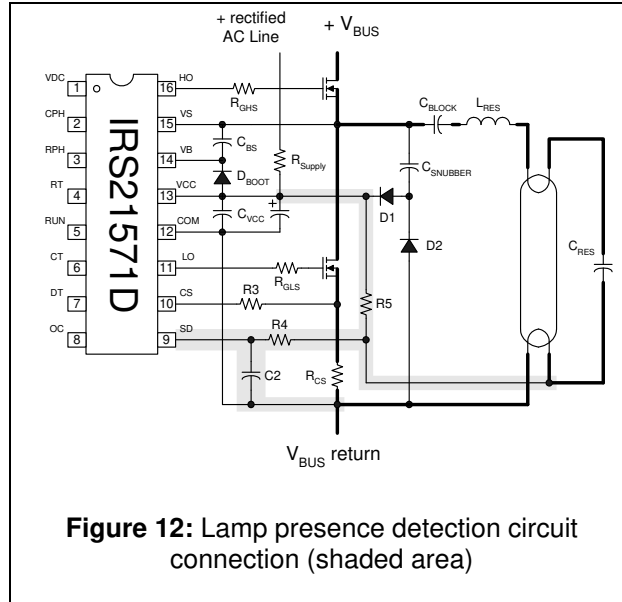 + rectified
AC Line
+ VBUS
VDC 1
CPH 2
RPH 3
RT 4
RUN 5
CT 6
DT 7
OC 8
IRS21571D
16 HO
15 VS
14 VB
13 VCC
12 COM
11 LO
10 CS
9 SD
RGHS
CBS
DBOOT
RSupply
CVCC
+
RGLS
R3
R4
C2
RCS
R5
D1
D2
CSNUBBER
CBLOCK
LRES
CRES
VBUS return
Figure 12: Lamp presence detection circuit
connection (shaded area)